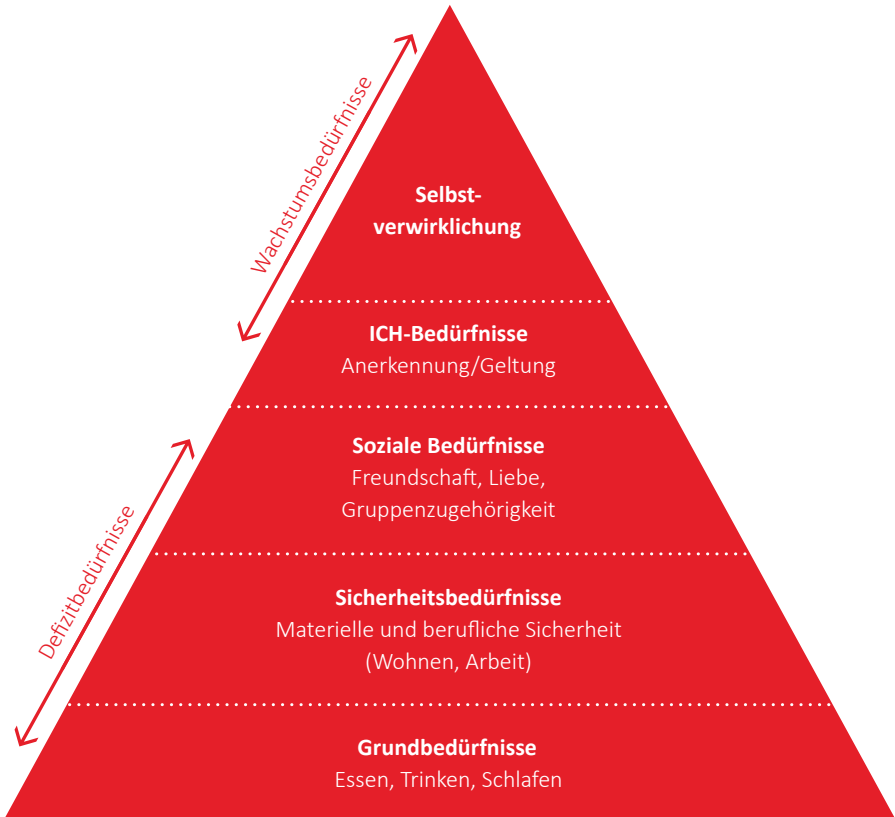 Wachstumsbedürfnisse
Selbst-
verwirklichung
ICH-Bedürfnisse
Anerkennung/Geltung
Defizitbedürfnisse
Soziale Bedürfnisse
Freundschaft, Liebe,
Gruppenzugehörigkeit
Sicherheitsbedürfnisse
Materielle und berufliche Sicherheit
(Wohnen, Arbeit)
Grundbedürfnisse
Essen, Trinken, Schlafen